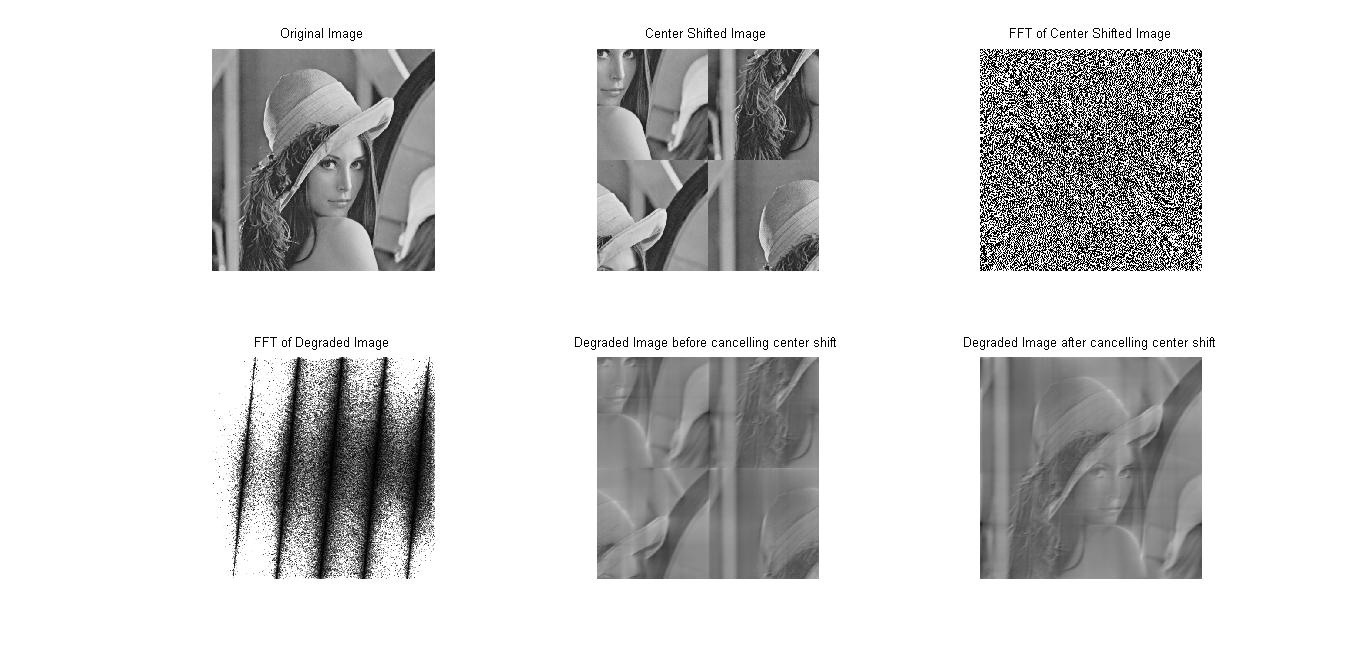 Original Image
Center Shifted Image
FFT of Center Shifted Image
FFT of Degraded Image
Degraded Image before cancelling center shift
Degraded Image after cancelling center shift